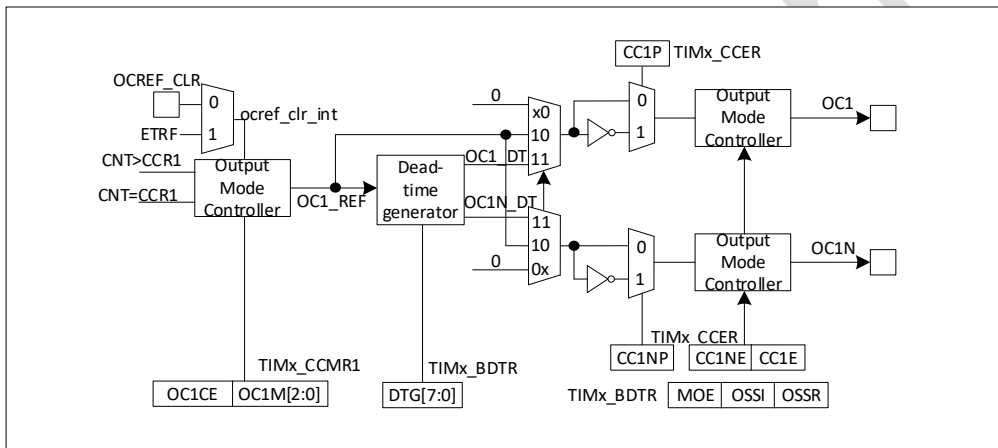 CC1P TIMx_CCER
OCREF_CLR
0
ocref_clr_int
ETRF
1
CNT>CCR1
CNT=CCR1
Output
Mode
Controller
OC1_REF
Dead-
time
generator
OC1_DT
OC1N_DT
0
x0
10
11
11
10
0x
0
0
1
Output
Mode
Controller
OC1
0
1
Output
Mode
Controller
OC1N
TIMx_CCER
CC1NP CC1NE CC1E
TIMx_CCMR1
OC1CE OC1M[2:0]
TIMx_BDTR
DTG[7:0]
TIMx_BDTR MOE OSSI OSSR